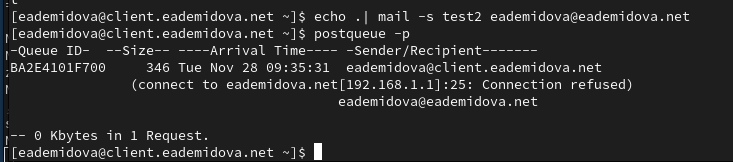 [eademidova@client.eademidova.net ~]$ echo .| mail -s test2 eademidova@eademidova.net
[eademidova@client.eademidova.net ~]$ postqueue -p
-Queue ID-  --Size-- ----Arrival Time---- -Sender/Recipient-------
BA2E4101F700     346 Tue Nov 28 09:35:31  eademidova@client.eademidova.net
(connect to eademidova.net[192.168.1.1]:25: Connection refused)
eademidova@eademidova.net
-- 0 Kbytes in 1 Request.
[eademidova@client.eademidova.net ~]$